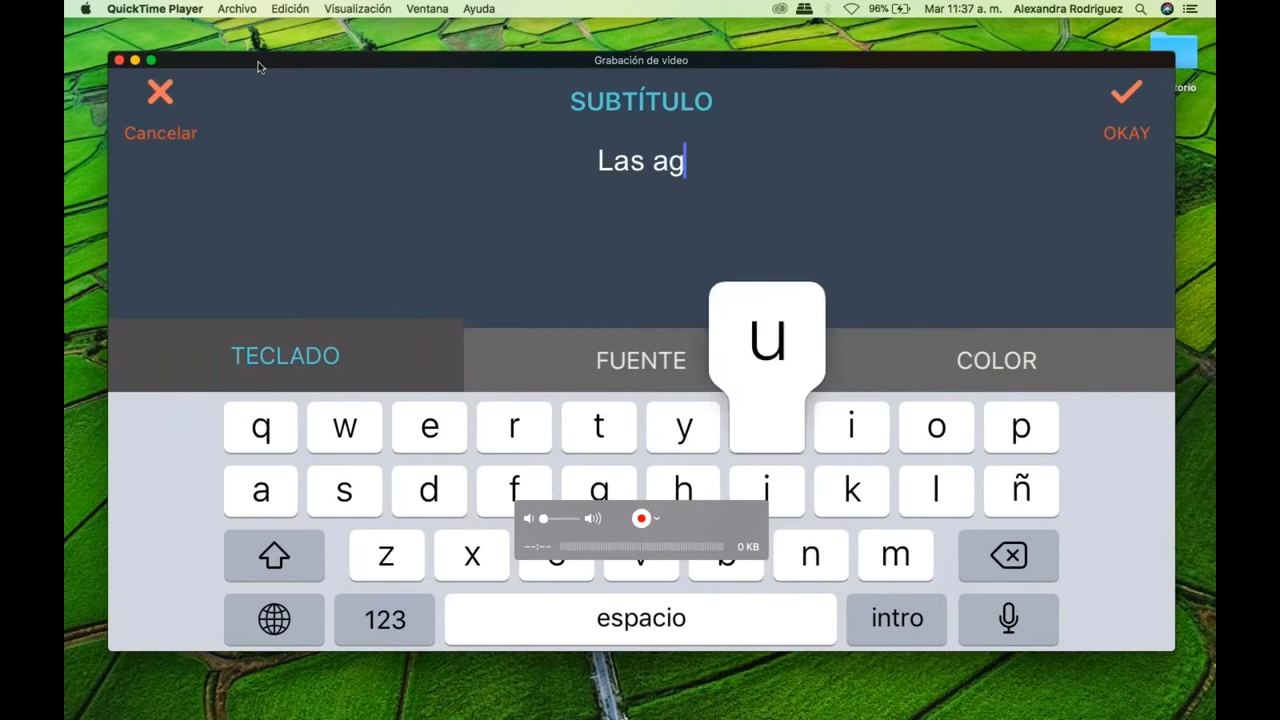 QuickTime Player Archivo Edición Visualización Ventana Ayuda 96% Mar 11:37 a. m. Alexandra Rodriguez
Grabación de video
torio
Cancelar
SUBTÍTULO
OKAY
Las ag
u
TECLADO FUENTE COLOR
q w e r t y i o p
a s d f g h j k l ñ
z x c v b n m
--:-- 0 KB
123 espacio intro